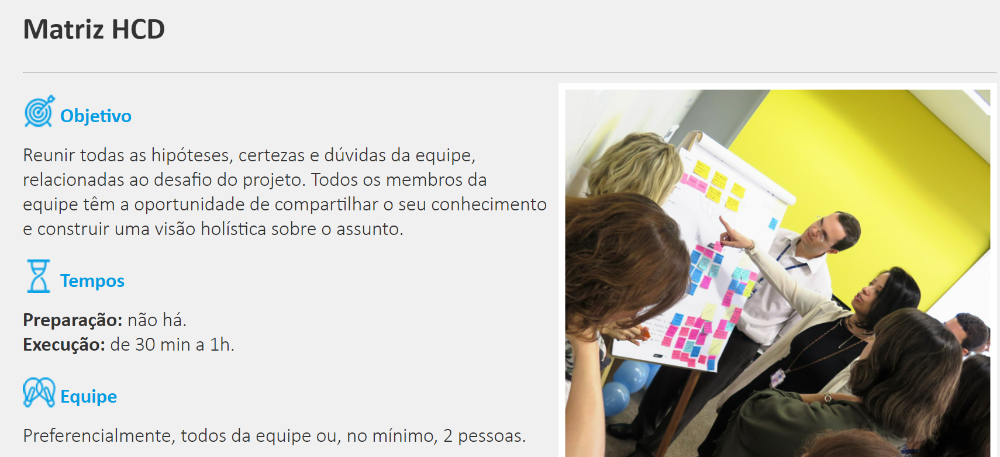 Matriz HCD
Objetivo
Reunir todas as hipóteses, certezas e dúvidas da equipe,
relacionadas ao desafio do projeto. Todos os membros da
equipe têm a oportunidade de compartilhar o seu conhecimento
e construir uma visão holística sobre o assunto.
Tempos
Preparação: não há.
Execução: de 30 min a 1h.
Equipe
Preferencialmente, todos da equipe ou, no mínimo, 2 pessoas.